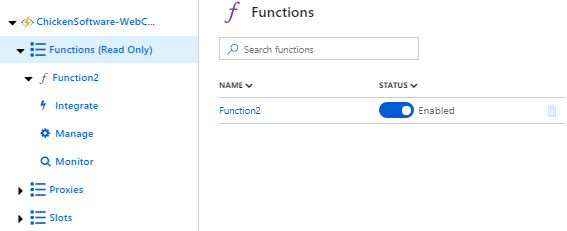 ChickenSoftware-WebC...
Functions (Read Only)
Function2
Integrate
Manage
Monitor
Proxies
Slots
Functions
Search functions
NAME STATUS
Function2 Enabled